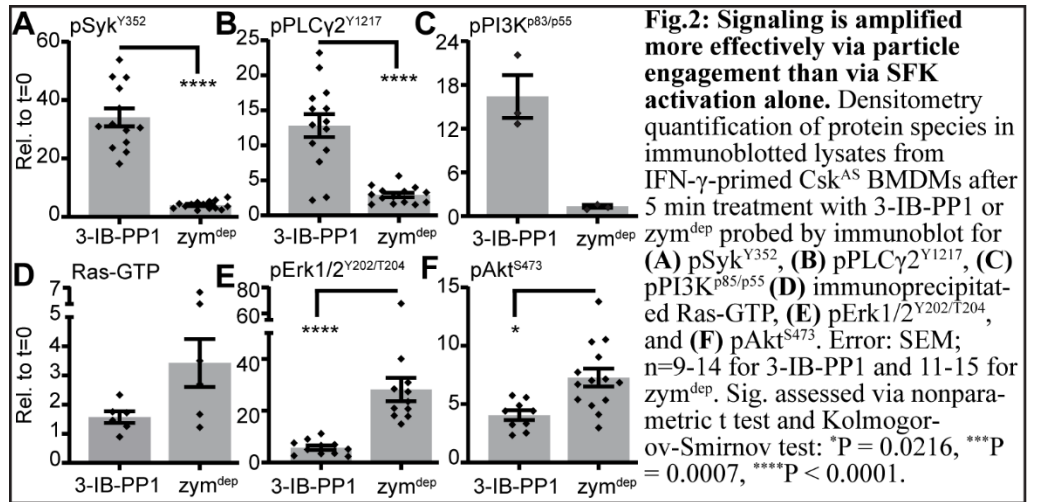 A pSyk^Y352
B pPLCγ2^Y1217
C pPI3K^p83/p55
Rel. to t=0
60
40
20
0
****
3-IB-PP1 zym^dep
25
20
15
10
5
0
****
3-IB-PP1 zym^dep
24
18
12
6
0
3-IB-PP1 zym^dep
D Ras-GTP
E pErk1/2^Y202/T204
F pAkt^S473
Rel. to t=0
7
5
4
3
2
1
0
3-IB-PP1 zym^dep
80
60
40
20
0
****
3-IB-PP1 zym^dep
15
10
5
0
*
3-IB-PP1 zym^dep
Fig.2: Signaling is amplified
more effectively via particle
engagement than via SFK
activation alone. Densitometry
quantification of protein species in
immunoblotted lysates from
IFN-γ-primed Csk^AS BMDMs after
5 min treatment with 3-IB-PP1 or
zym^dep probed by immunoblot for
(A) pSyk^Y352, (B) pPLCγ2^Y1217, (C)
pPI3K^p85/p55 (D) immunoprecipitat-
ed Ras-GTP, (E) pErk1/2^Y202/T204,
and (F) pAkt^S473. Error: SEM;
n=9-14 for 3-IB-PP1 and 11-15 for
zym^dep. Sig. assessed via nonpara-
metric t test and Kolmogor-
ov-Smirnov test: *P = 0.0216, ***P
= 0.0007, ****P < 0.0001.